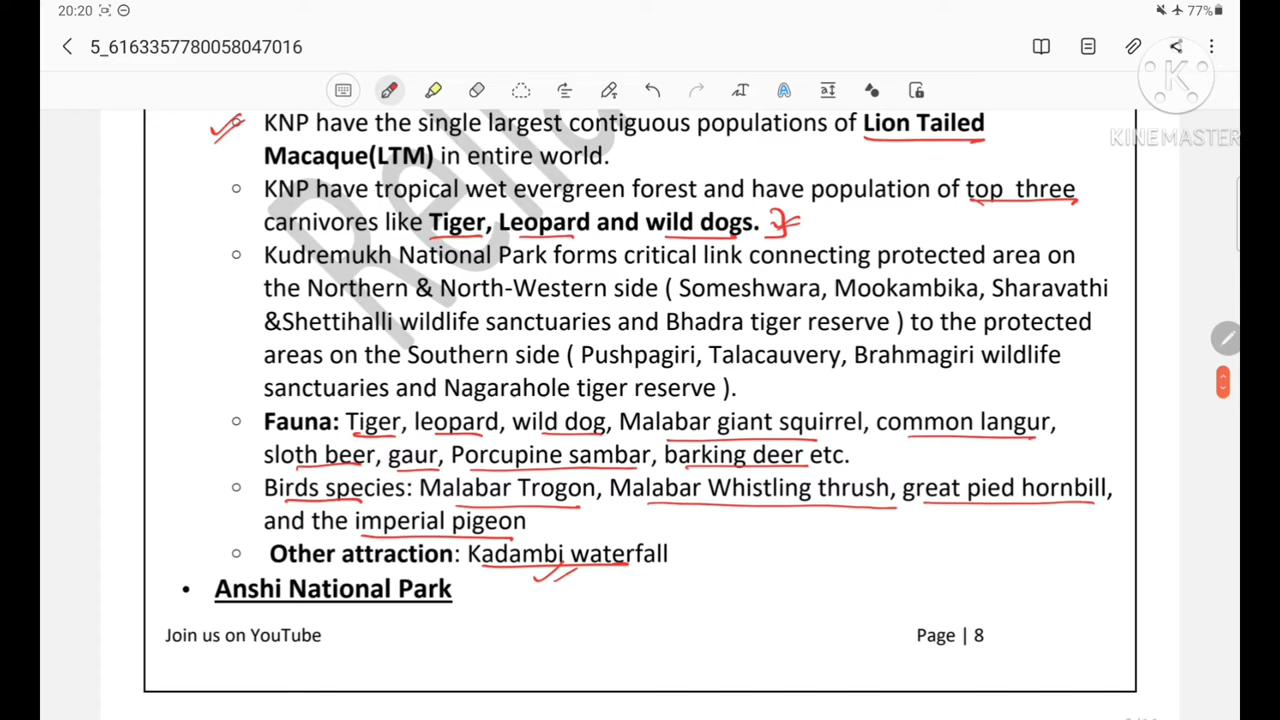 20:20
77%
5_6163357780058047016
K
KINEMASTER
KNP have the single largest contiguous populations of Lion Tailed
Macaque(LTM) in entire world.
KNP have tropical wet evergreen forest and have population of top three
carnivores like Tiger, Leopard and wild dogs.
Kudremukh National Park forms critical link connecting protected area on
the Northern & North-Western side ( Someshwara, Mookambika, Sharavathi
&Shettihalli wildlife sanctuaries and Bhadra tiger reserve ) to the protected
areas on the Southern side ( Pushpagiri, Talacauvery, Brahmagiri wildlife
sanctuaries and Nagarahole tiger reserve ).
Fauna: Tiger, leopard, wild dog, Malabar giant squirrel, common langur,
sloth beer, gaur, Porcupine sambar, barking deer etc.
Birds species: Malabar Trogon, Malabar Whistling thrush, great pied hornbill,
and the imperial pigeon
Other attraction: Kadambi waterfall
• Anshi National Park
Join us on YouTube
Page | 8